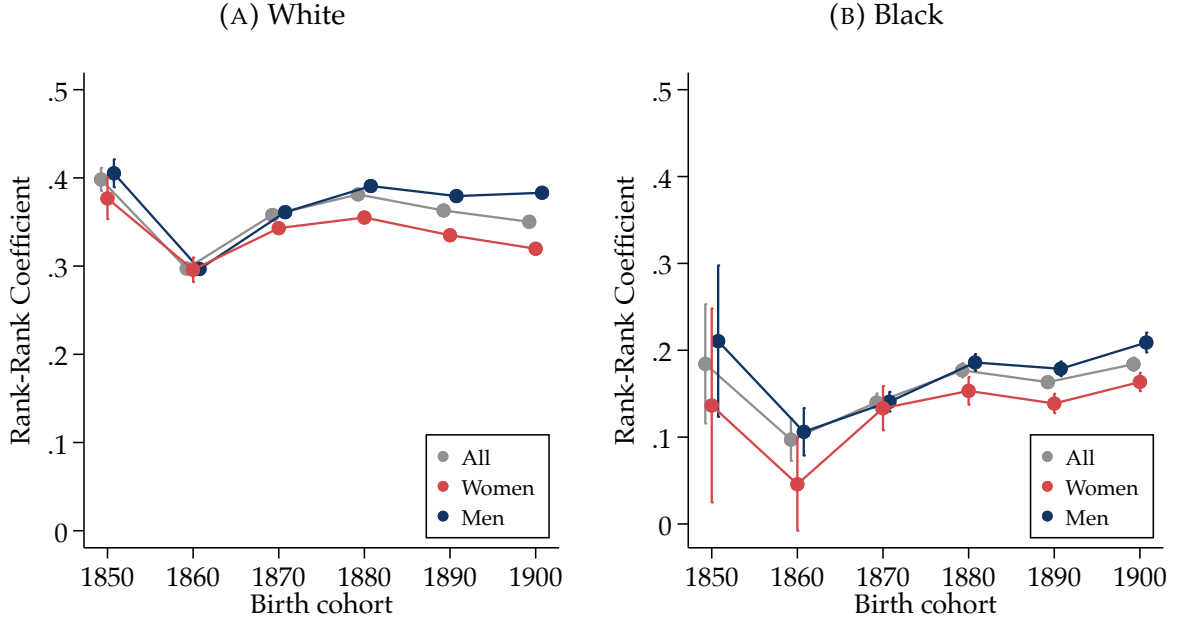 (A) White
Rank-Rank Coefficient
.5
.4
.3
.2
.1
0
All
Women
Men
1850 1860 1870 1880 1890 1900
Birth cohort
(B) Black
Rank-Rank Coefficient
.5
.4
.3
.2
.1
0
All
Women
Men
1850 1860 1870 1880 1890 1900
Birth cohort